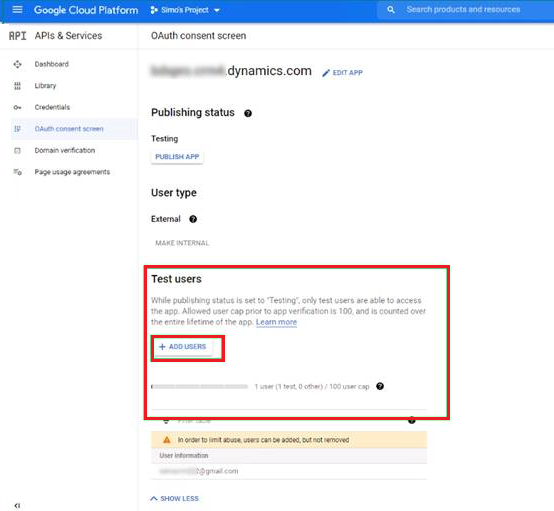 Google Cloud Platform
Simo's Project
Search products and resources
API APIs & Services
OAuth consent screen
Dashboard
Library
Credentials
OAuth consent screen
Domain verification
Page usage agreements
.dynamics.com
EDIT APP
Publishing status
Testing
PUBLISH APP
User type
External
MAKE INTERNAL
Test users
While publishing status is set to "Testing", only test users are able to access
the app. Allowed user cap prior to app verification is 100, and is counted over
the entire lifetime of the app. Learn more
+ ADD USERS
1 user (1 test, 0 other) / 100 user cap
Filter table
In order to limit abuse, users can be added, but not removed
User information
@gmail.com
SHOW LESS